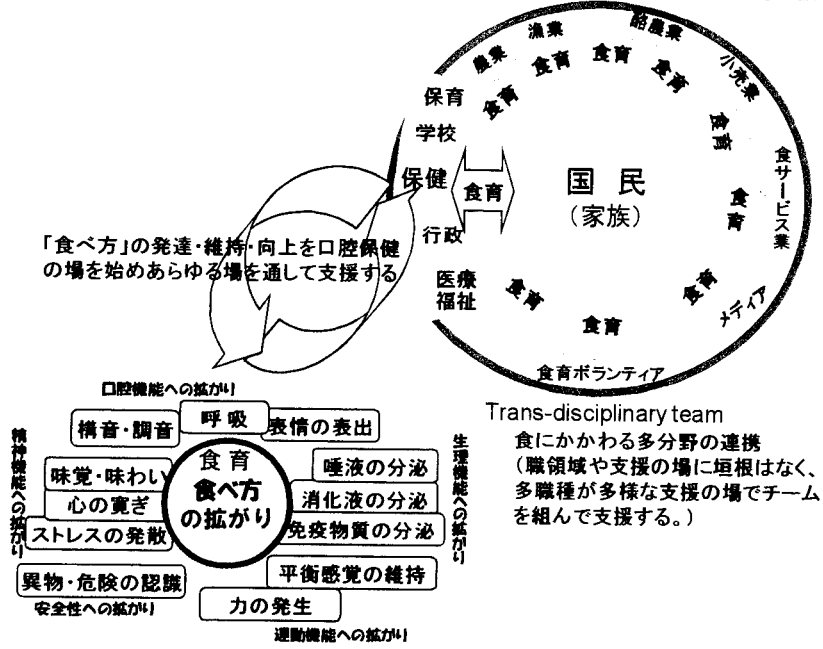 農業
漁業
酪農業
小売業
食サービス業
メディア
食育ボランティア
医療
福祉
行政
保健
学校
保育
食育
食育
食育
食育
食育
食育
食育
食育
食育
食育
国民
(家族)
「食べ方」の発達・維持・向上を口腔保健
の場を始めあらゆる場を通して支援する
Trans-disciplinary team
食にかかわる多分野の連携
(職領域や支援の場に垣根はなく、
多職種が多様な支援の場でチーム
を組んで支援する。)
口腔機能への拡がり
構音・調音
呼吸
表情の表出
精神機能への拡がり
味覚・味わい
心の寛ぎ
ストレスの発散
食育
食べ方
の拡がり
唾液の分泌
消化液の分泌
免疫物質の分泌
生理機能への拡がり
異物・危険の認識
安全性への拡がり
平衡感覚の維持
力の発生
運動機能への拡がり